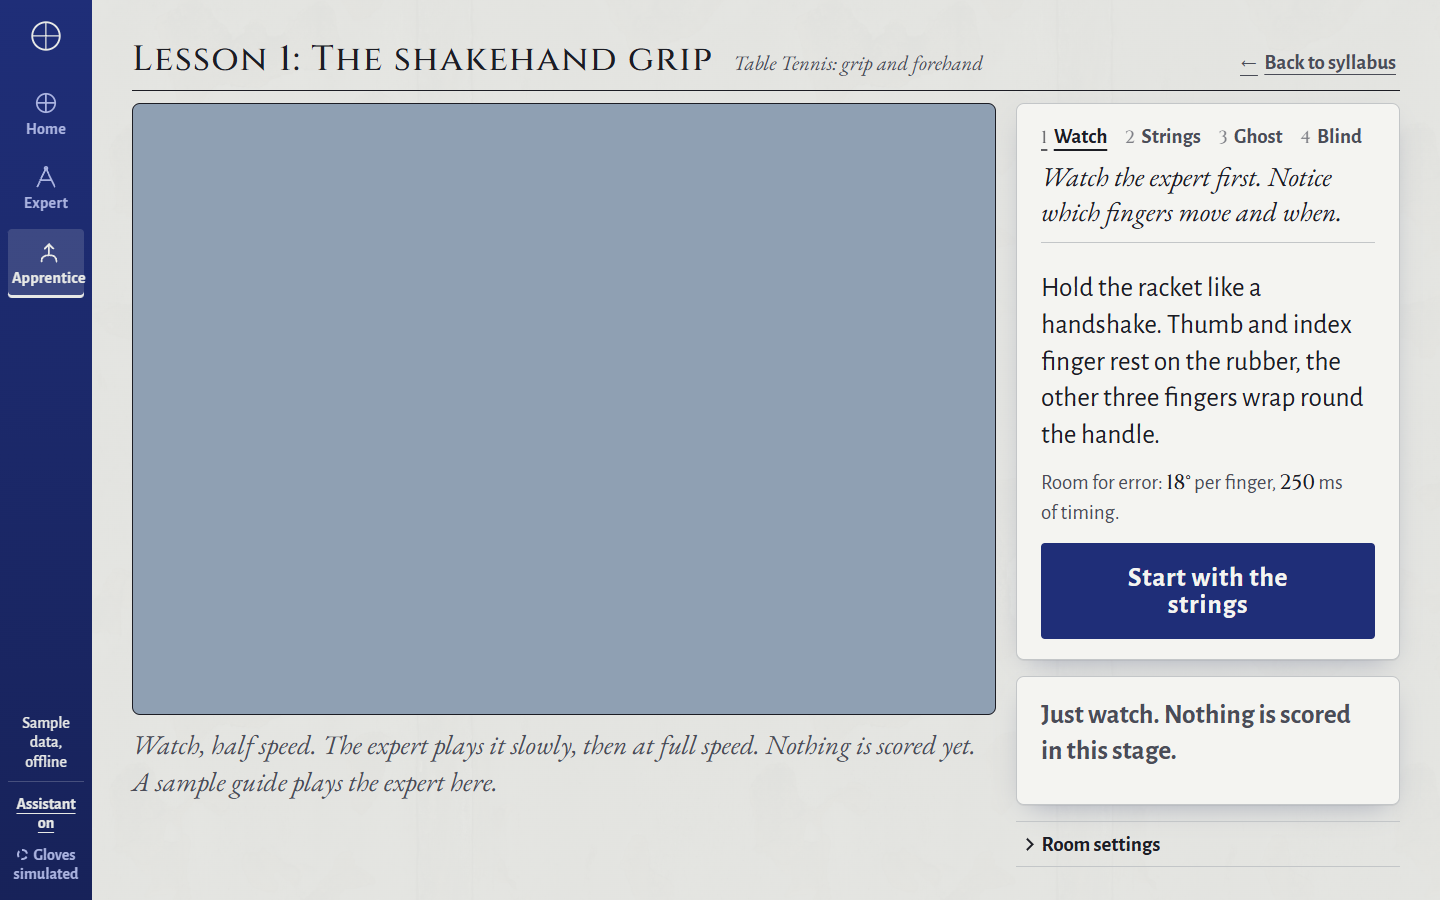 Lesson 1: The shakehand grip
Table Tennis: grip and forehand
← Back to syllabus
Home
Expert
Apprentice
Sample
data,
offline
Assistant
on
Gloves
simulated
1 Watch 2 Strings 3 Ghost 4 Blind
Watch the expert first. Notice
which fingers move and when.
Hold the racket like a
handshake. Thumb and index
finger rest on the rubber, the
other three fingers wrap round
the handle.
Room for error: 18° per finger, 250 ms
of timing.
Start with the
strings
Just watch. Nothing is scored
in this stage.
Room settings
Watch, half speed. The expert plays it slowly, then at full speed. Nothing is scored yet.
A sample guide plays the expert here.